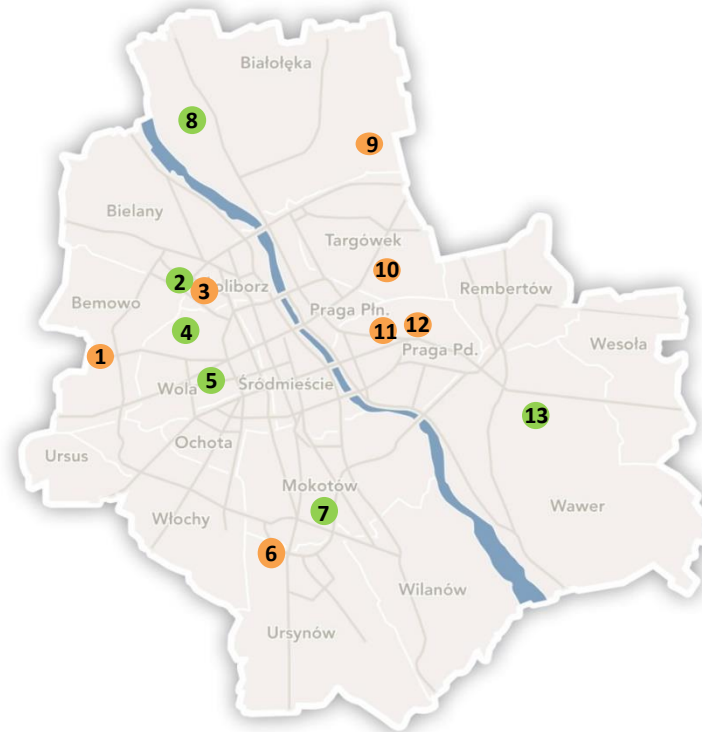 Białołęka
8
9
Bielany
Targówek
2
3
oliborz
10
Rembertów
Bemowo
Praga Płn.
4
11
12
Wesoła
1
Praga Pd.
Wola
5
Śródmieście
13
Ochota
Ursus
Mokotów
7
Wawer
Włochy
6
Wilanów
Ursynów